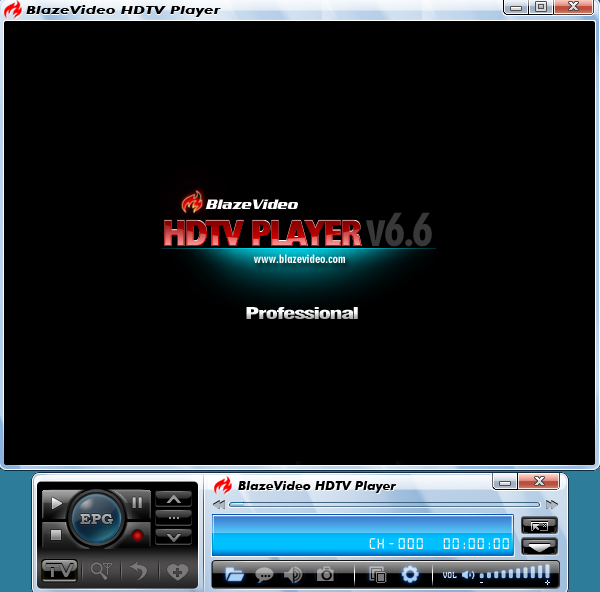 BlazeVideo HDTV Player
BlazeVideo
HDTV PLAYER v6.6
www.blazevideo.com
Professional
BlazeVideo HDTV Player
EPG
CH-000 00:00:00
TV
VOL